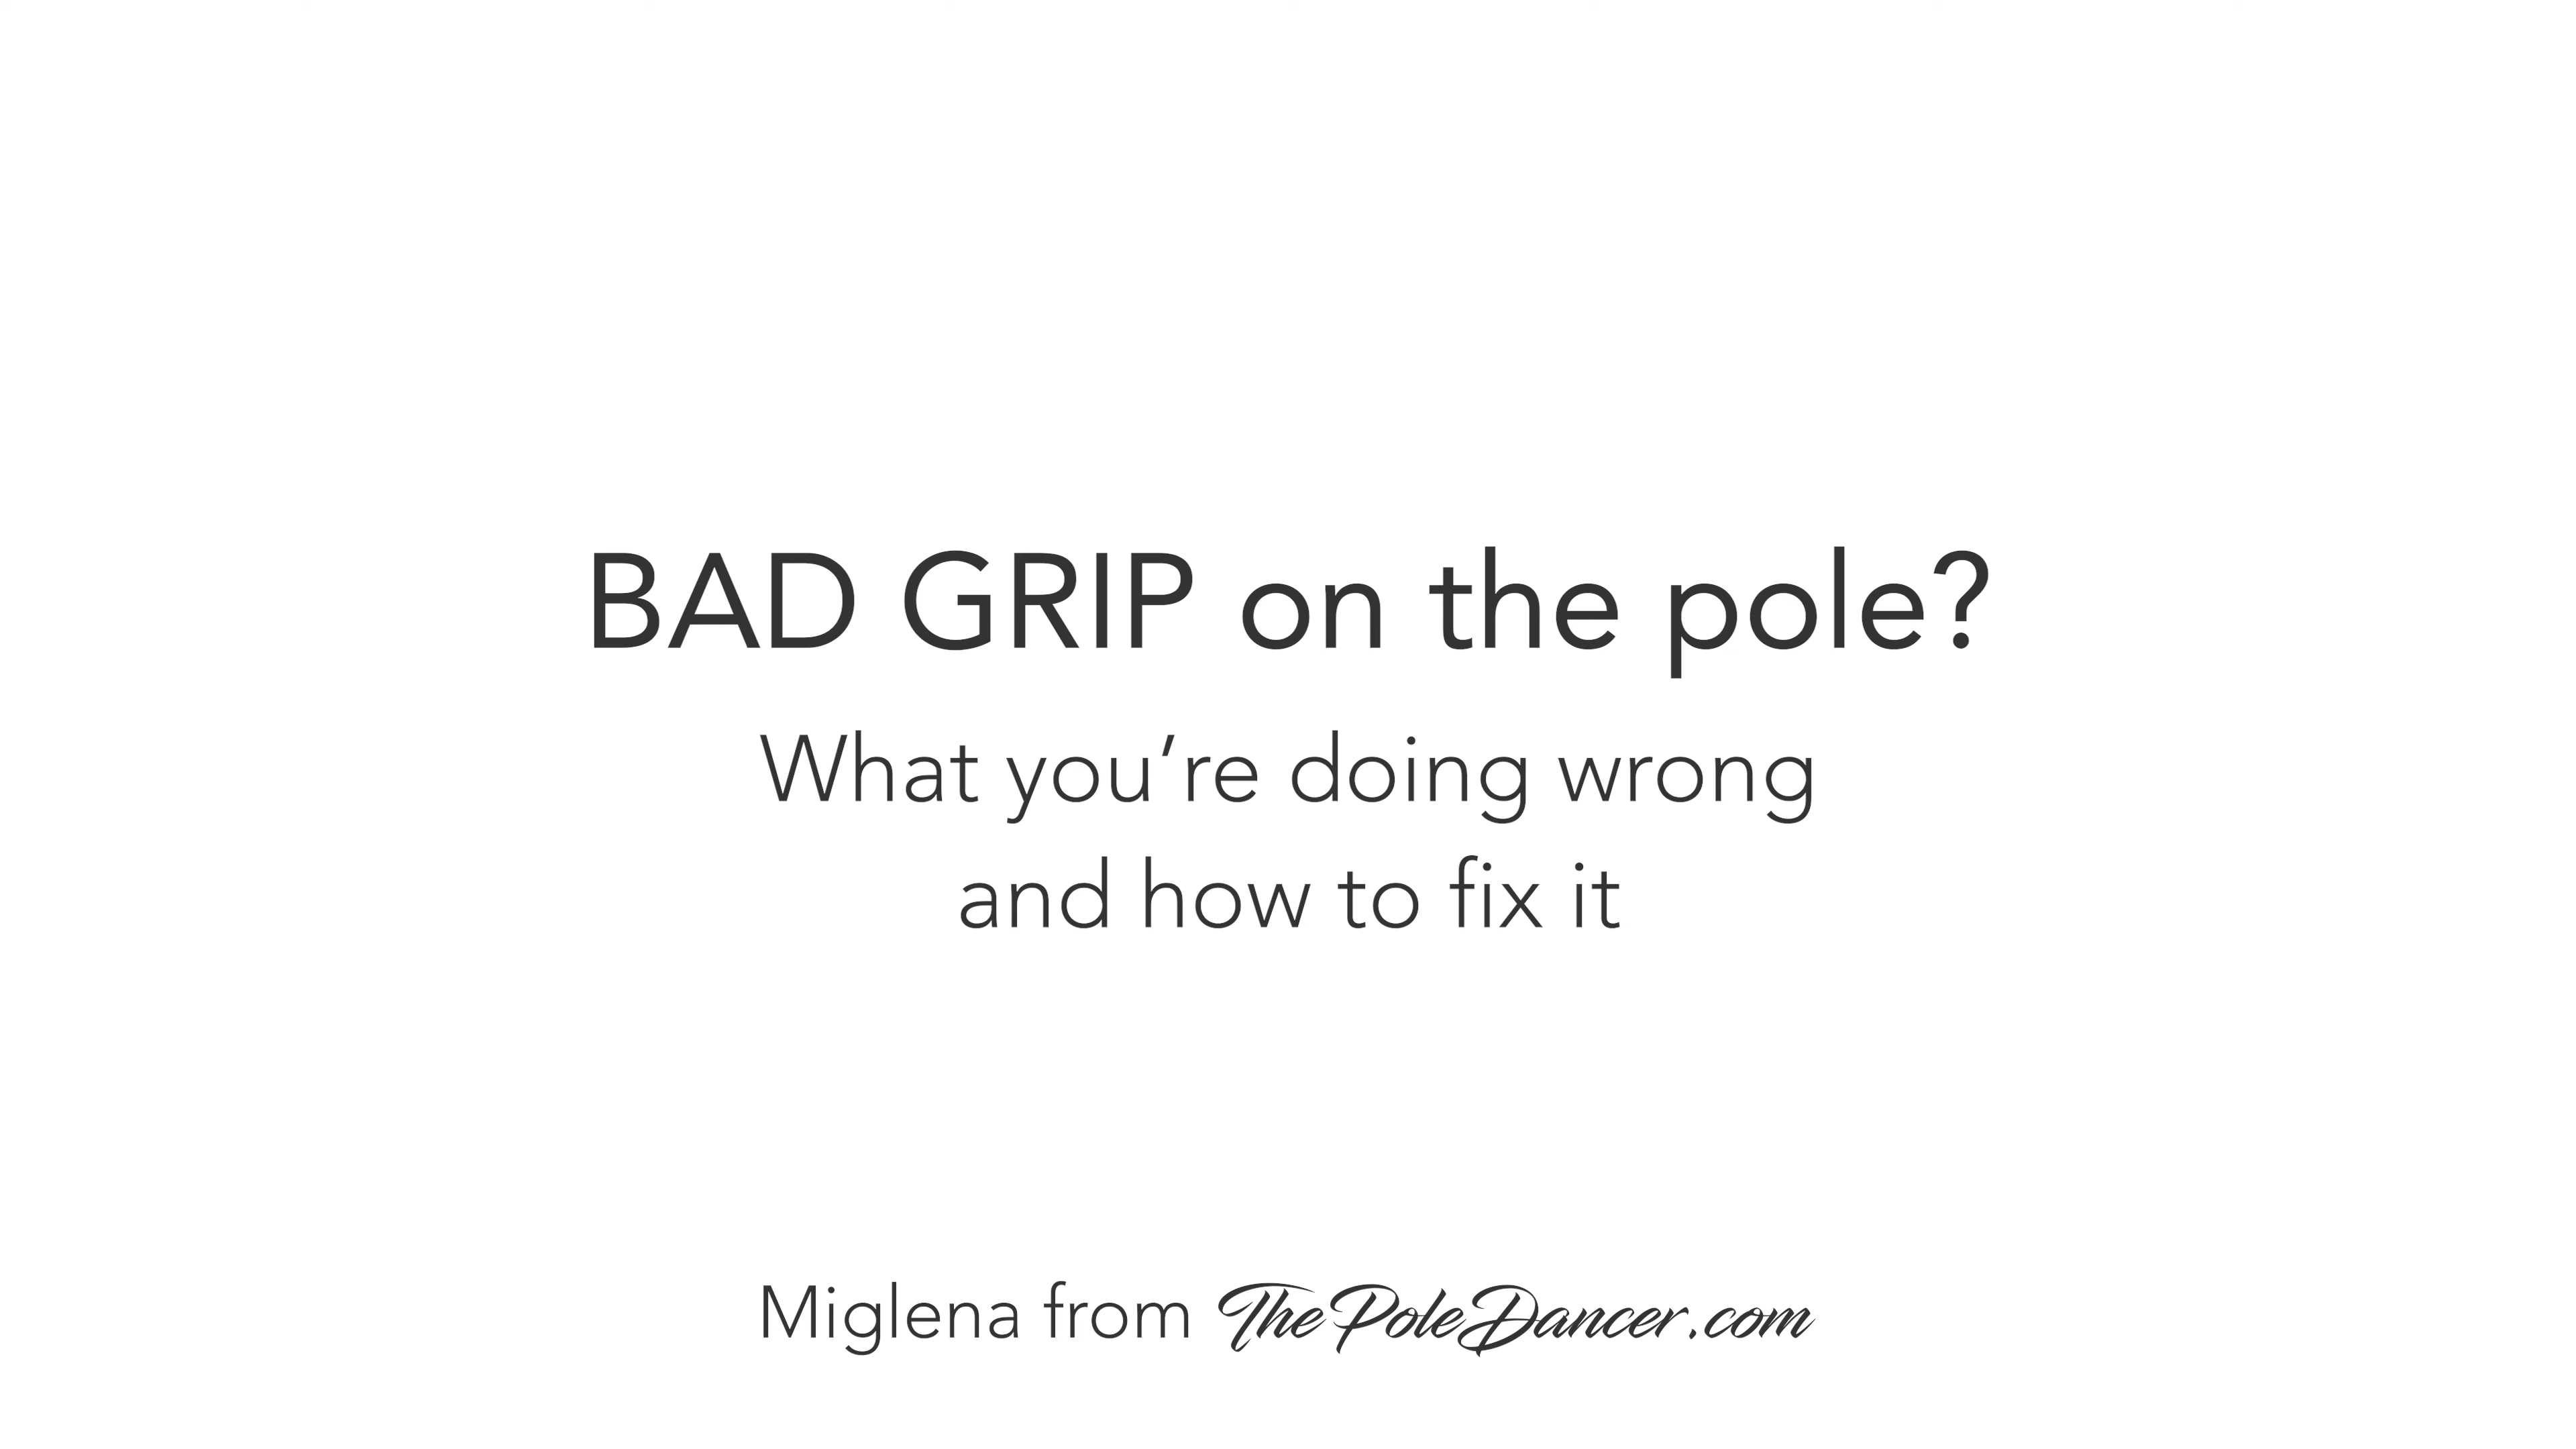 BAD GRIP on the pole?
What you’re doing wrong
and how to fix it
Miglena from ThePoleDancer.com